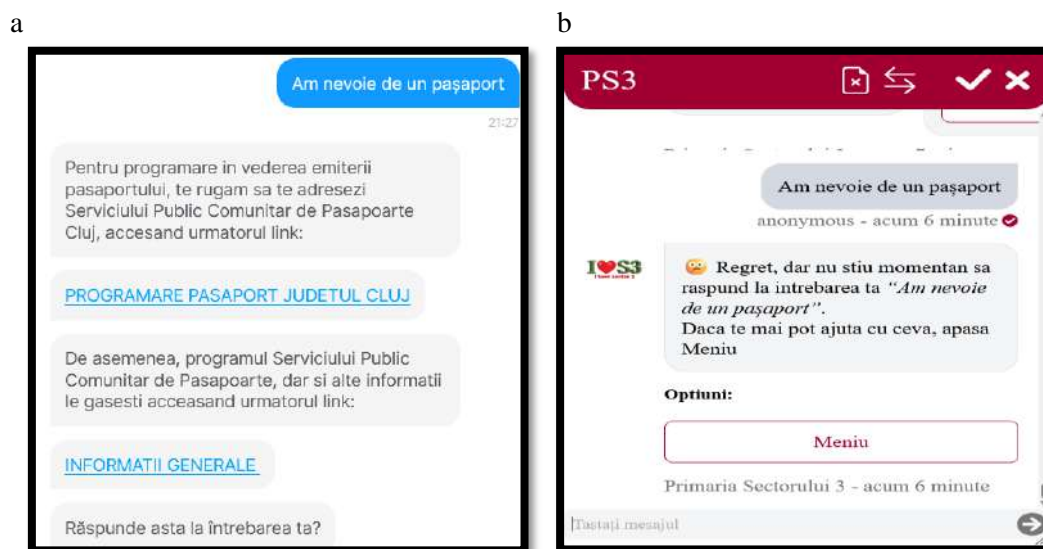 a
Am nevoie de un pașaport
21:27
Pentru programare in vederea emiterii
pasaportului, te rugam sa te adresezi
Serviciului Public Comunitar de Pasapoarte
Cluj, accesand urmatorul link:
PROGRAMARE PASAPORT JUDETUL CLUJ
De asemenea, programul Serviciului Public
Comunitar de Pasapoarte, dar si alte informatii
le gasesti acceasand urmatorul link:
INFORMATII GENERALE
Răspunde asta la întrebarea ta?
b
PS3
Am nevoie de un pașaport
anonymous - acum 6 minute
I❤S3
😕 Regret, dar nu stiu momentan sa
raspund la intrebarea ta "Am nevoie
de un pașaport".
Daca te mai pot ajuta cu ceva, apasa
Meniu
Optiuni:
Meniu
Primaria Sectorului 3 - acum 6 minute
Tastați mesajul